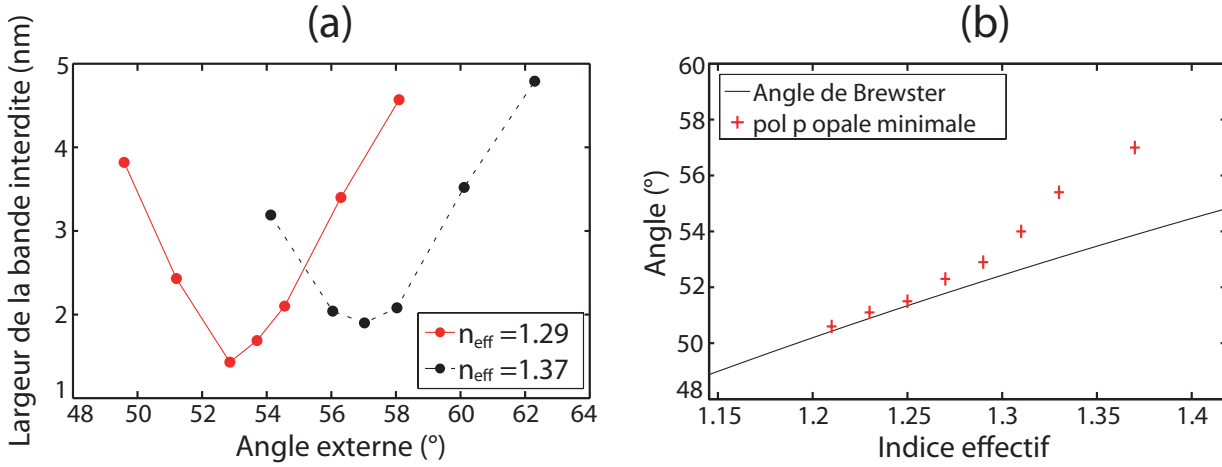 (a)
Largeur de la bande interdite (nm)
5
4
3
2
1
48 50 52 54 56 58 60 62 64
Angle externe (°)
n_eff =1.29
n_eff =1.37
(b)
Angle (°)
60
58
56
54
52
50
48
1.15 1.2 1.25 1.3 1.35 1.4
Indice effectif
Angle de Brewster
pol p opale minimale